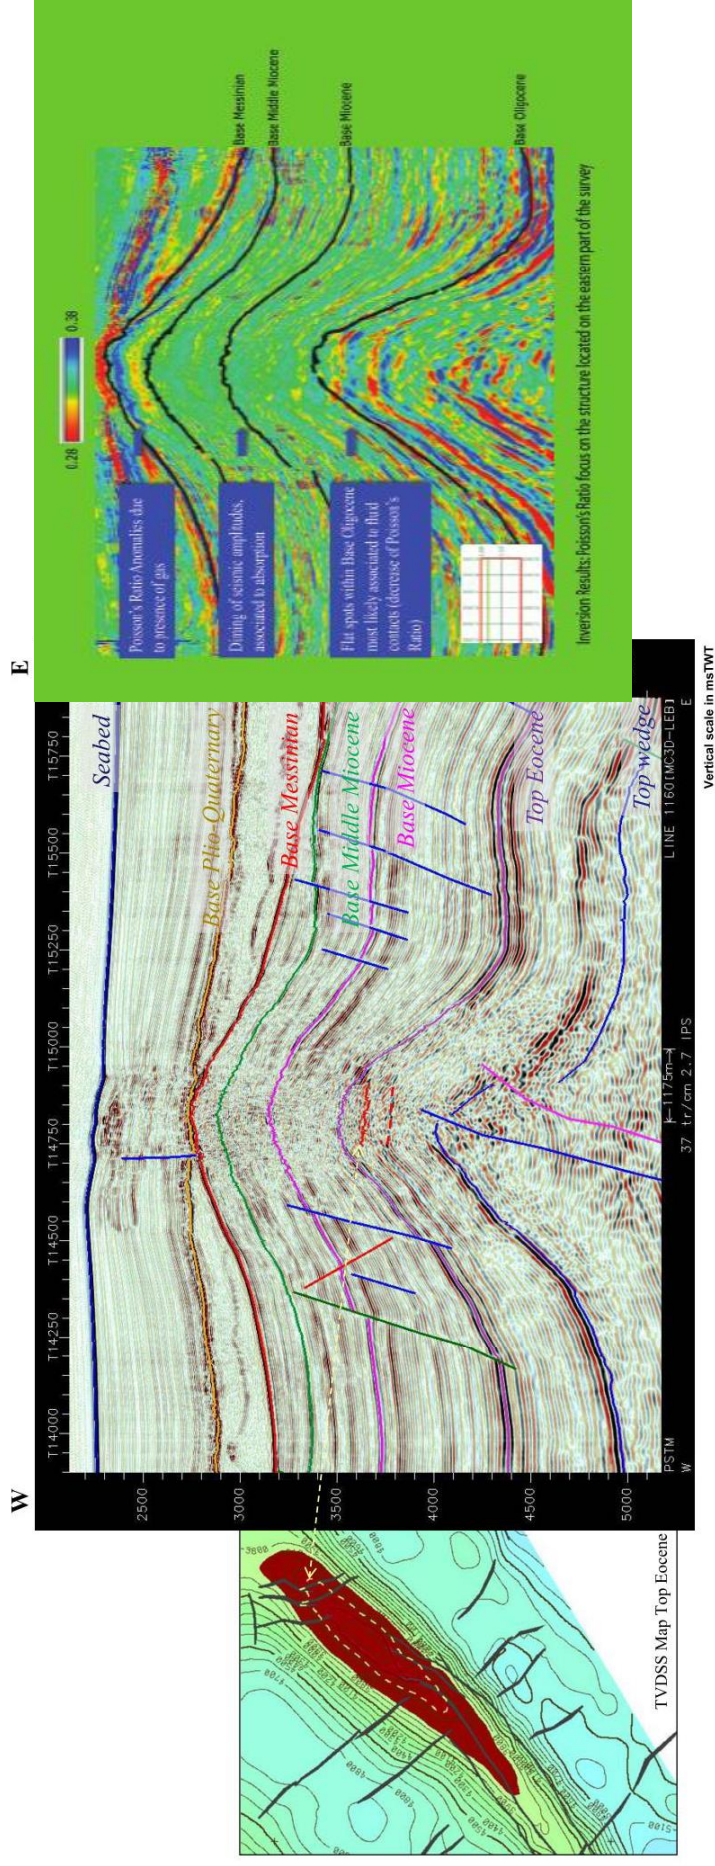 W
E
T14000
T14250
T14500
T14750
T15000
T15250
T15500
T15750
Seabed
Base Plio-Quaternary
Base Messinian
Base Middle Miocene
Base Miocene
Top Eocene
Top wedge
2500
3000
3500
4000
4500
5000
PSTM
W
1175m
37 tr/cm 2.7 IPS
LINE 1160[MC3D-LEB]
E
Vertical scale in msTWT
TVDSS Map Top Eocene
0.28
0.38
Poisson's Ratio Anomalies due
to presence of gas
Diming of seismic amplitudes,
associated to absorption
Flat spots within Base Oligocene
most likely associated to fluid
contacts (decrease of Poisson's
Ratio)
Base Messinian
Base Middle Miocene
Base Miocene
Base Oligocene
Inversion Results: Poisson's Ratio focus on the structure located on the eastern part of the survey